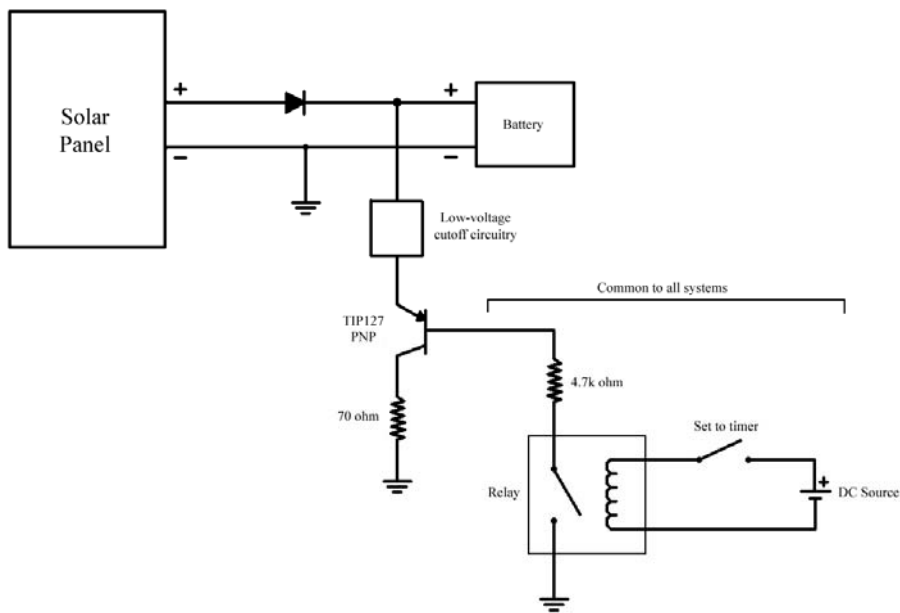 Solar
Panel
+
−
+
−
Battery
Low-voltage
cutoff circuitry
Common to all systems
TIP127
PNP
4.7k ohm
70 ohm
Set to timer
Relay
+
DC Source